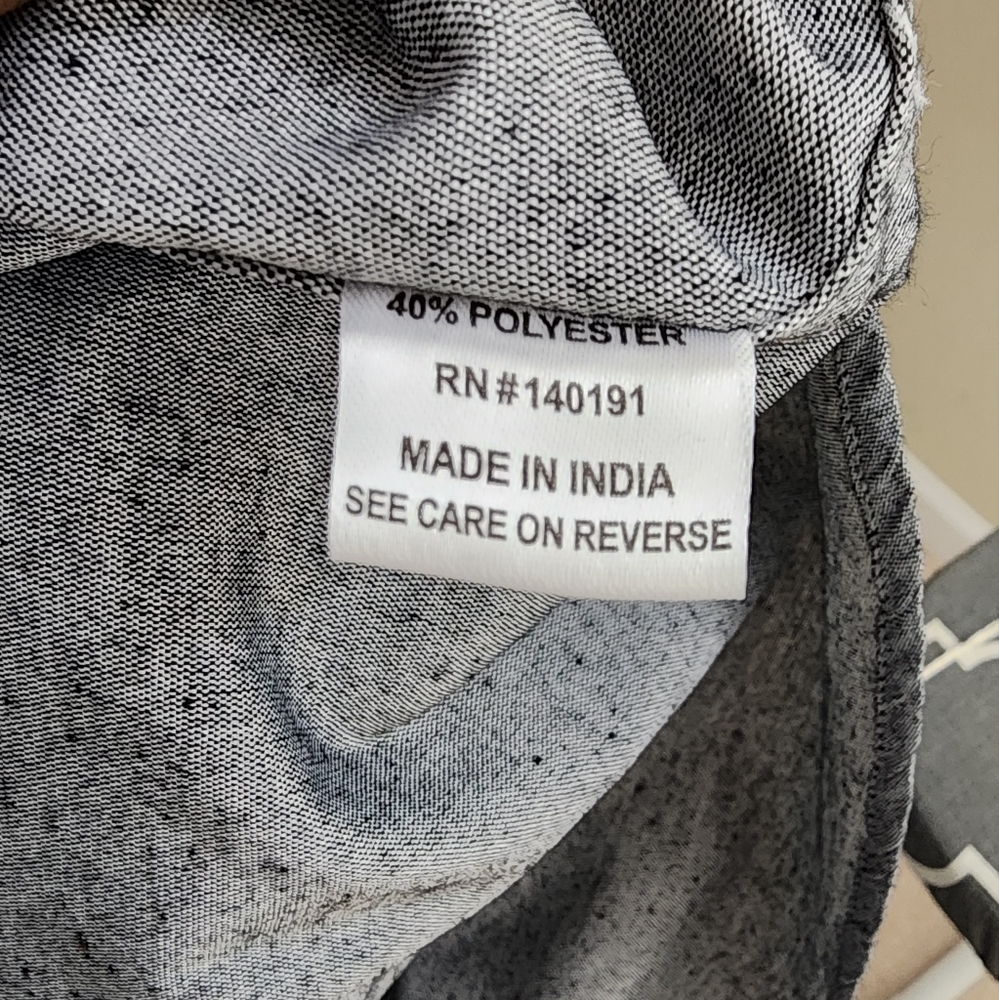 40% POLYESTER
RN#140191
MADE IN INDIA
SEE CARE ON REVERSE